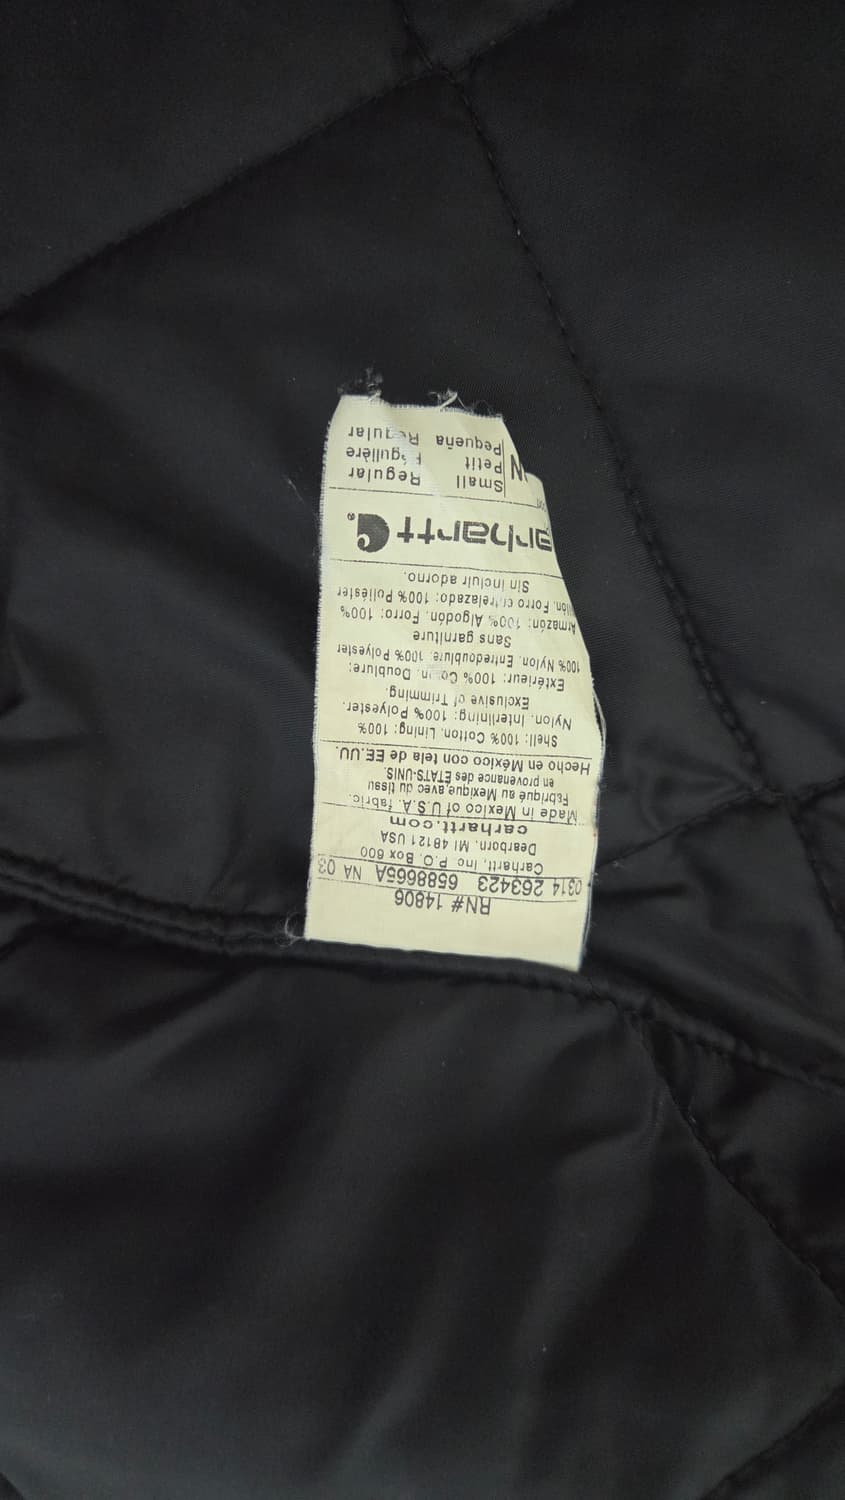 RN# 14806
0314 263423 6588665A NA 03
Carhartt, Inc P.O. Box 600
Dearborn, MI 48121 USA
carhartt.com
Made in Mexico of U.S.A. fabric.
Fabriqué au Mexique avec du tissu
en provenance des ÉTATS-UNIS.
Hecho en México con tela de EE.UU.
Shell: 100% Cotton. Lining: 100%
Nylon. Interlining: 100% Polyester.
Exclusive of Trimming.
Extérieur: 100% Coton. Doublure:
100% Nylon. Entredoublure: 100% Polyester
Sans garniture
Armazón: 100% Algodón. Forro: 100%
Forro entrelazado: 100% Poliéster
Sin incluir adorno.
arhartt
Small Regular
Petit Régulière
Pequeña Regular